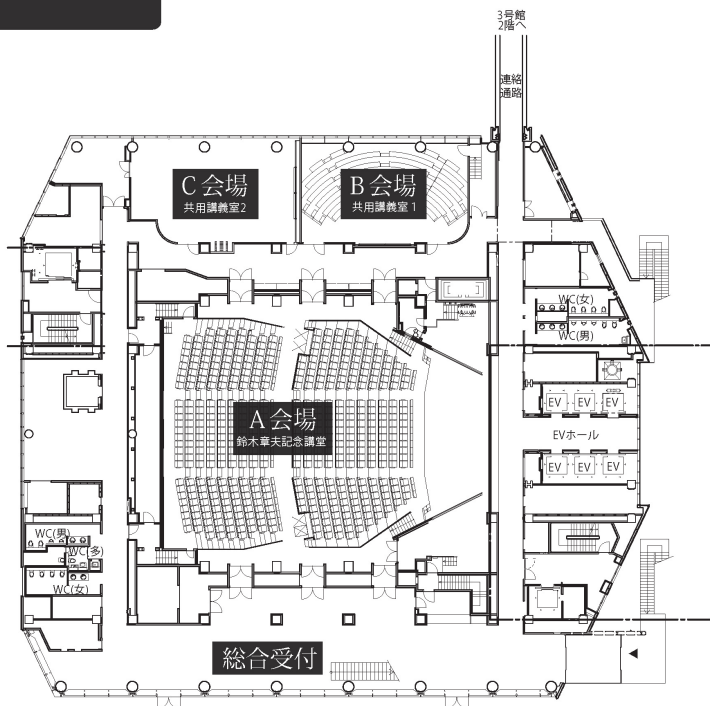 3号館
2階へ
連絡
通路
C 会場
共用講義室2
B 会場
共用講義室1
WC(女)
WC(男)
A 会場
鈴木章夫記念講堂
EV EV EV
EVホール
EV EV EV
WC(男)
WC(多)
WC(女)
総合受付